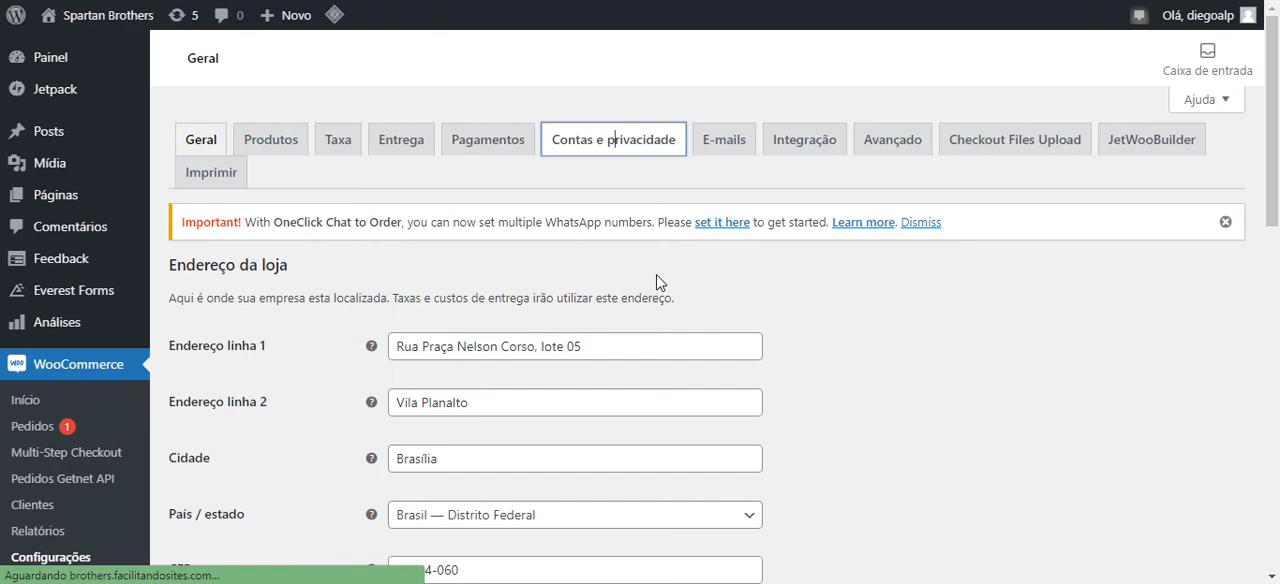 Spartan Brothers
5
0
Novo
Olá, diegoalp
Painel
Jetpack
Posts
Mídia
Páginas
Comentários
Feedback
Everest Forms
Análises
WooCommerce
Início
Pedidos 1
Multi-Step Checkout
Pedidos Getnet API
Clientes
Relatórios
Configurações
Geral
Caixa de entrada
Ajuda
Geral
Produtos
Taxa
Entrega
Pagamentos
Contas e privacidade
E-mails
Integração
Avançado
Checkout Files Upload
JetWooBuilder
Imprimir
Important! With OneClick Chat to Order, you can now set multiple WhatsApp numbers. Please set it here to get started. Learn more. Dismiss
Endereço da loja
Aqui é onde sua empresa esta localizada. Taxas e custos de entrega irão utilizar este endereço.
Endereço linha 1
Rua Praça Nelson Corso, lote 05
Endereço linha 2
Vila Planalto
Cidade
Brasília
País / estado
Brasil — Distrito Federal
4-060
Aguardando brothers.facilitandosites.com...